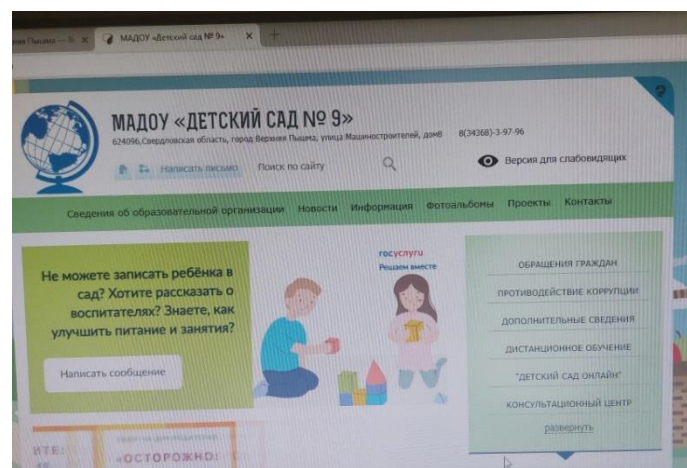 вная Пышма — В
МАДОУ «Детский сад № 9»
МАДОУ «ДЕТСКИЙ САД № 9»
624096,Свердловская область, город Верхняя Пышма, улица Машиностроителей, дом8 8(34368)-3-97-96
Написать письмо Поиск по сайту Версия для слабовидящих
Сведения об образовательной организации Новости Информация Фотоальбомы Проекты Контакты
Не можете записать ребёнка в
сад? Хотите рассказать о
воспитателях? Знаете, как
улучшить питание и занятия?
Написать сообщение
госуслуги
Решаем вместе
ОБРАЩЕНИЯ ГРАЖДАН
ПРОТИВОДЕЙСТВИЕ КОРРУПЦИИ
ДОПОЛНИТЕЛЬНЫЕ СВЕДЕНИЯ
ДИСТАНЦИОННОЕ ОБУЧЕНИЕ
"ДЕТСКИЙ САД ОНЛАЙН"
КОНСУЛЬТАЦИОННЫЙ ЦЕНТР
развернуть
ИТЕ:
«ОСТОРОЖНО: